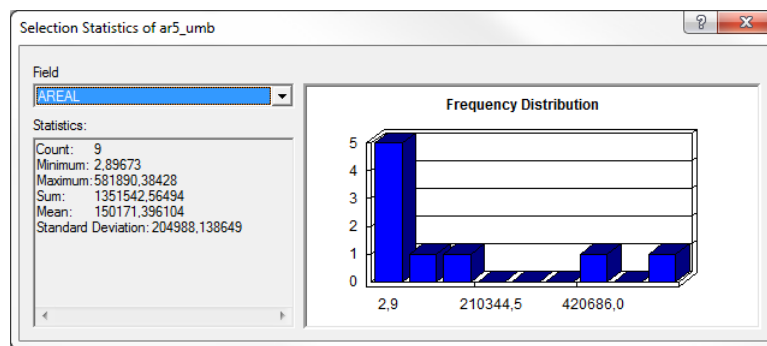 Selection Statistics of ar5_umb
Field
AREAL
Statistics:
Count: 9
Minimum: 2,89673
Maximum: 581890,38428
Sum: 1351542,56494
Mean: 150171,396104
Standard Deviation: 204988,138649
Frequency Distribution
5
4
3
2
1
0
2,9 210344,5 420686,0